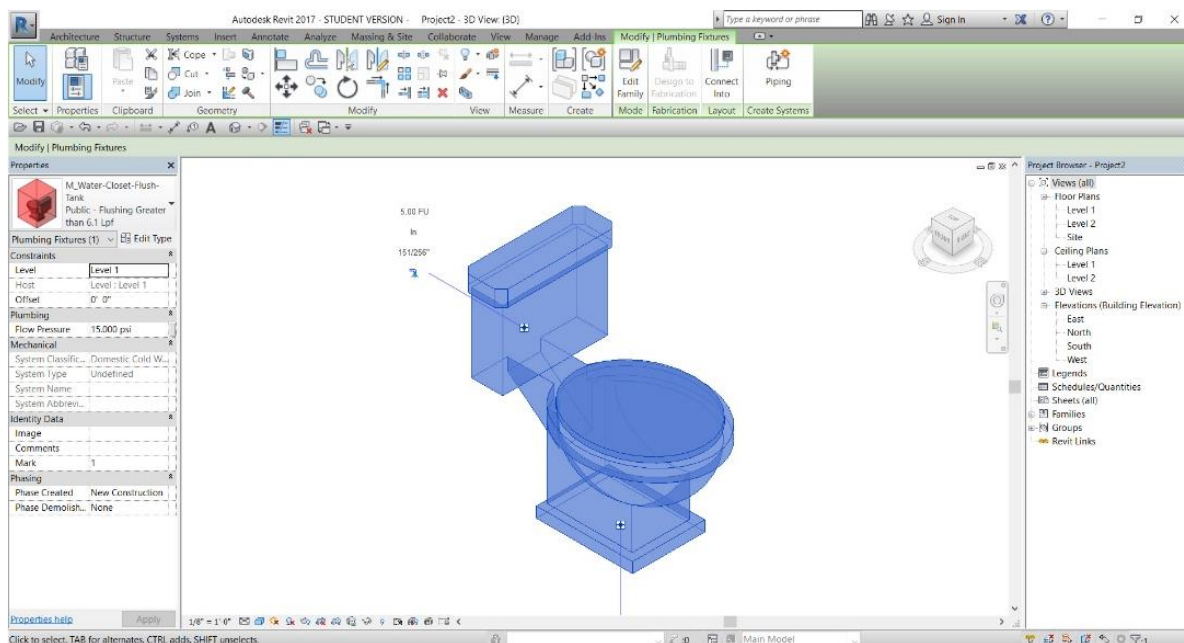 Autodesk Revit 2017 - STUDENT VERSION - Project2 - 3D View: {3D}
Type a keyword or phrase
Sign In
Architecture Structure Systems Insert Annotate Analyze Massing & Site Collaborate View Manage Add-Ins Modify | Plumbing Fixtures
Modify
Paste
Cope
Cut
Join
Edit Family
Design to Fabrication
Connect Into
Piping
Select Properties Clipboard Geometry Modify View Measure Create Mode Fabrication Layout Create Systems
Modify | Plumbing Fixtures
Properties
M_Water-Closet-Flush-
Tank
Public - Flushing Greater
than 6.1 Lpf
Plumbing Fixtures (1) Edit Type
Constraints
Level Level 1
Host Level : Level 1
Offset 0' 0"
Plumbing
Flow Pressure 15.000 psi
Mechanical
System Classific... Domestic Cold W...
System Type Undefined
System Name
System Abbrevi...
Identity Data
Image
Comments
Mark 1
Phasing
Phase Created New Construction
Phase Demolish... None
Properties help Apply
5.00 FU
In
151/256"
TOP
FRONT
1/8" = 1'-0"
Project Browser - Project2
Views (all)
Floor Plans
Level 1
Level 2
Site
Ceiling Plans
Level 1
Level 2
3D Views
Elevations (Building Elevation)
East
North
South
West
Legends
Schedules/Quantities
Sheets (all)
Families
Groups
Revit Links
Click to select, TAB for alternates, CTRL adds, SHIFT unselects.
:0
Main Model
:1